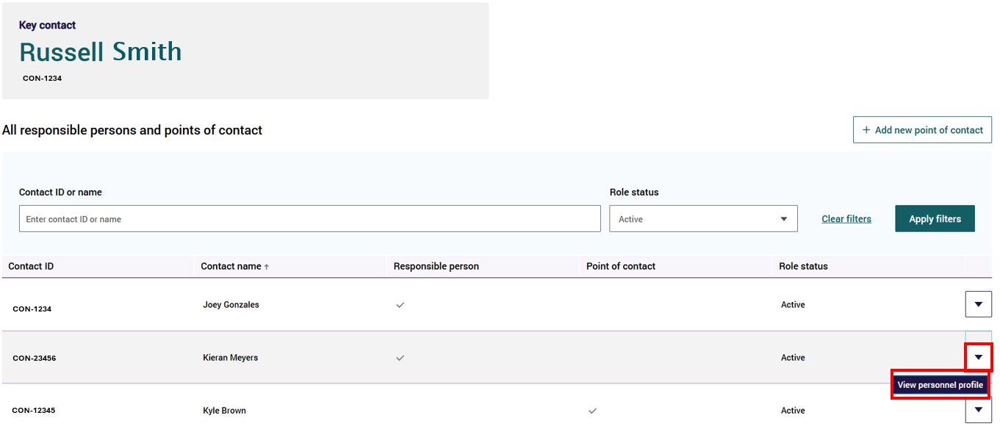 Key contact
Russell Smith
CON-1234
All responsible persons and points of contact
+ Add new point of contact
Contact ID or name
Role status
Enter contact ID or name
Active
Clear filters
Apply filters
Contact ID
Contact name ↑
Responsible person
Point of contact
Role status
CON-1234
Joey Gonzales
✓
Active
CON-23456
Kieran Meyers
✓
Active
View personnel profile
CON-12345
Kyle Brown
✓
Active